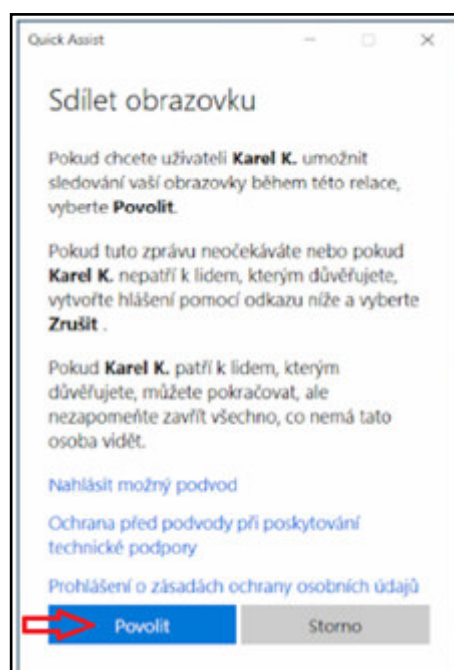 Quick Assist
Sdílet obrazovku
Pokud chcete uživateli Karel K. umožnit
sledování vaší obrazovky během této relace,
vyberte Povolit.
Pokud tuto zprávu neočekáváte nebo pokud
Karel K. nepatří k lidem, kterým důvěřujete,
vytvořte hlášení pomocí odkazu níže a vyberte
Zrušit .
Pokud Karel K. patří k lidem, kterým
důvěřujete, můžete pokračovat, ale
nezapomeňte zavřít všechno, co nemá tato
osoba vidět.
Nahlásit možný podvod
Ochrana před podvody při poskytování
technické podpory
Prohlášení o zásadách ochrany osobních údajů
Povolit Storno